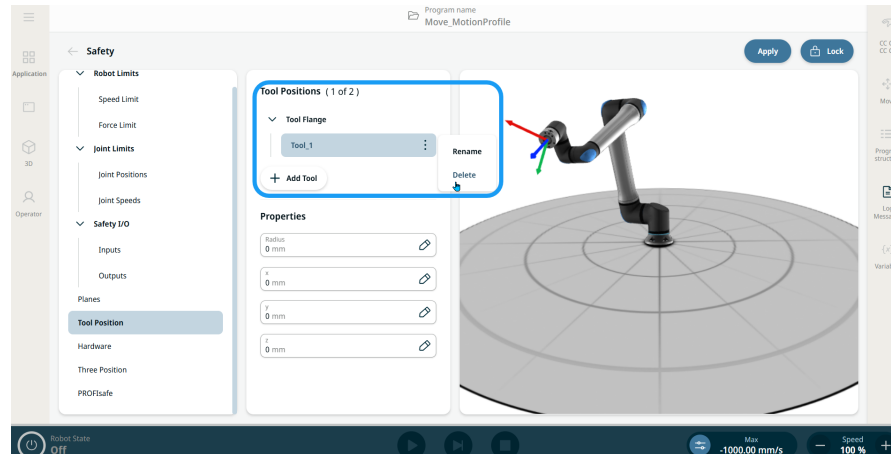 Program name
Move_MotionProfile
Safety
Apply
Lock
Application
3D
Operator
Robot Limits
Speed Limit
Force Limit
Joint Limits
Joint Positions
Joint Speeds
Safety I/O
Inputs
Outputs
Planes
Tool Position
Hardware
Three Position
PROFIsafe
Tool Positions ( 1 of 2 )
Tool Flange
Tool_1
Rename
Delete
Add Tool
Properties
Radius
0 mm
x
0 mm
y
0 mm
z
0 mm
Robot State
Off
Max
-1000.00 mm/s
Speed
100 %